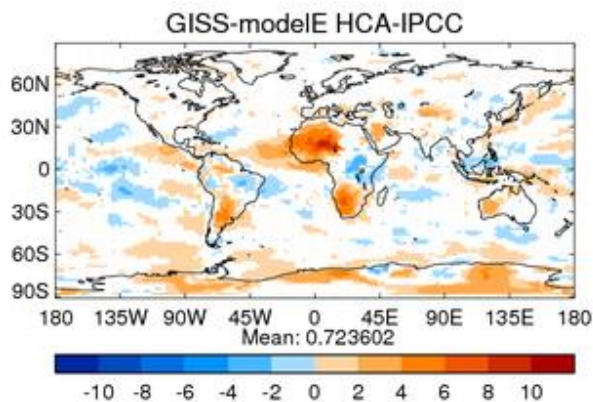 GISS-modelE HCA-IPCC
60N
30N
0
30S
60S
90S
180 135W 90W 45W 0 45E 90E 135E 180
Mean: 0.723602
-10 -8 -6 -4 -2 0 2 4 6 8 10